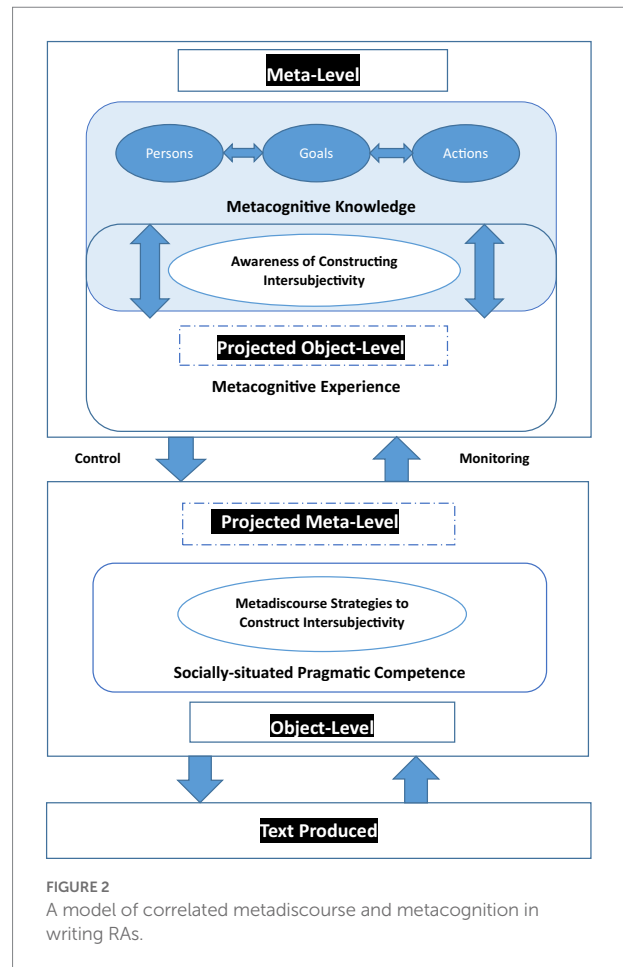 Meta-Level
Persons
Goals
Actions
Metacognitive Knowledge
Awareness of Constructing
Intersubjectivity
Projected Object-Level
Metacognitive Experience
Control
Monitoring
Projected Meta-Level
Metadiscourse Strategies to
Construct Intersubjectivity
Socially-situated Pragmatic Competence
Object-Level
Text Produced
FIGURE 2
A model of correlated metadiscourse and metacognition in
writing RAs.